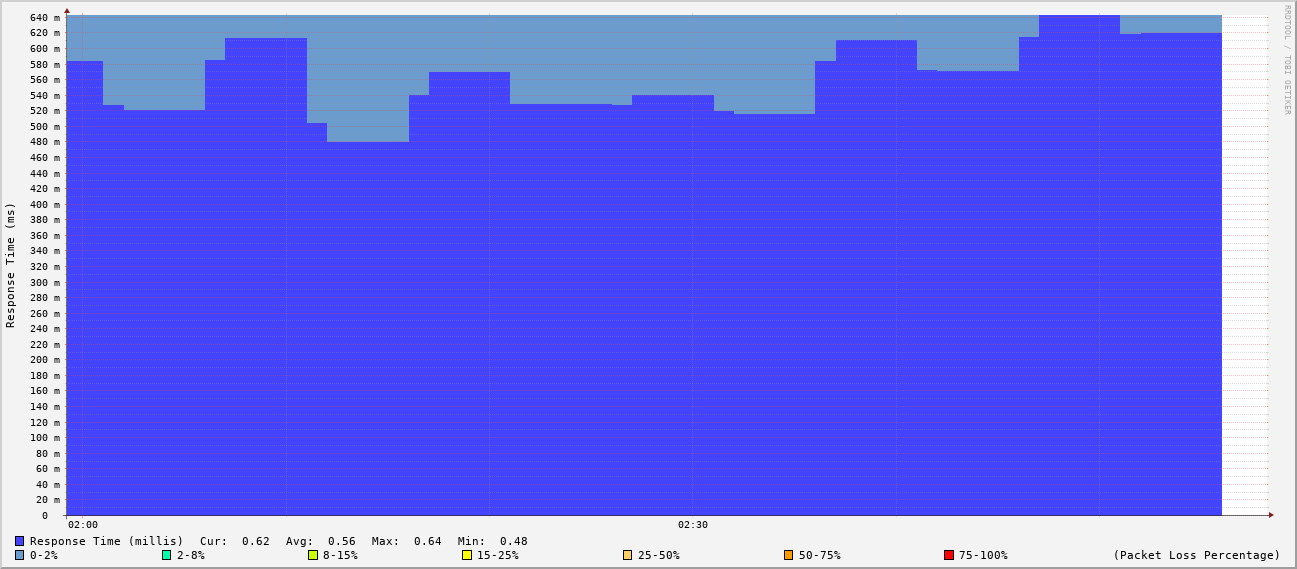 640 m
620 m
600 m
580 m
560 m
540 m
520 m
500 m
480 m
460 m
440 m
420 m
400 m
380 m
360 m
340 m
320 m
300 m
280 m
260 m
240 m
220 m
200 m
180 m
160 m
140 m
120 m
100 m
80 m
60 m
40 m
20 m
0
Response Time (ms)
RRDTOOL / TOBI OETIKER
02:00 02:30
Response Time (millis) Cur: 0.62 Avg: 0.56 Max: 0.64 Min: 0.48
0-2% 2-8% 8-15% 15-25% 25-50% 50-75% 75-100% (Packet Loss Percentage)